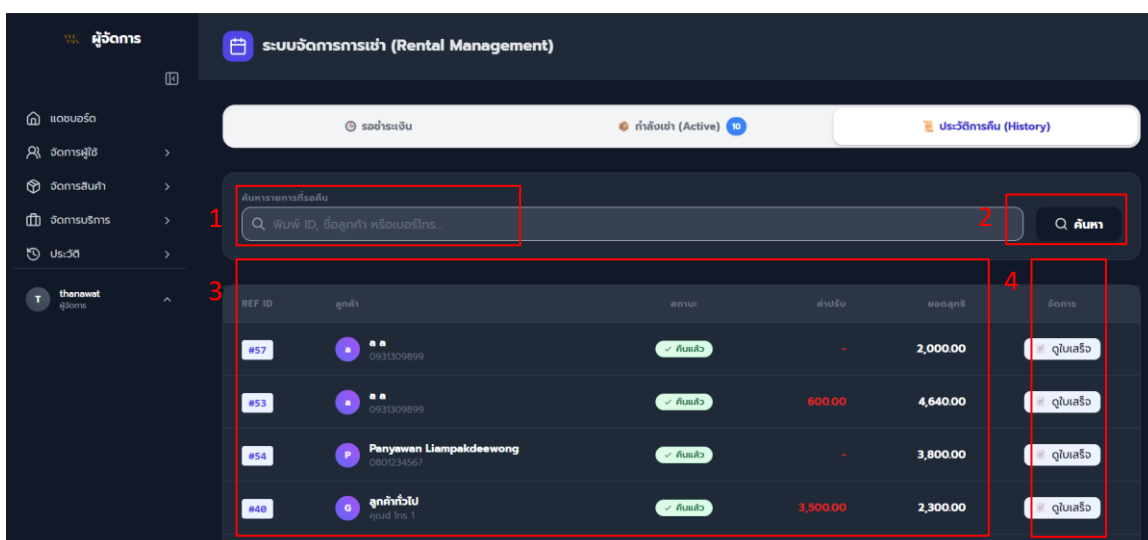 ผู้จัดการ
ระบบจัดการการเช่า (Rental Management)
แดชบอร์ด
จัดการผู้ใช้
จัดการสินค้า
จัดการบริการ
ประวัติ
T thanawat
ผู้จัดการ
รอชำระเงิน
กำลังเช่า (Active) 10
ประวัติการคืน (History)
ค้นหารายการที่รอคืน
1
พิมพ์ ID, ชื่อลูกค้า หรือเบอร์โทร...
2
ค้นหา
3
4
REF ID ลูกค้า สถานะ ค่าปรับ ยอดสุทธิ จัดการ
#57 a a a คืนแล้ว - 2,000.00 ดูใบเสร็จ
0931309899
#53 a a a คืนแล้ว 600.00 4,640.00 ดูใบเสร็จ
0931309899
#54 P Panyawan Liampakdeewong คืนแล้ว - 3,800.00 ดูใบเสร็จ
0801234567
#40 G ลูกค้าทั่วไป คืนแล้ว 3,500.00 2,300.00 ดูใบเสร็จ
คุณd โทร 1